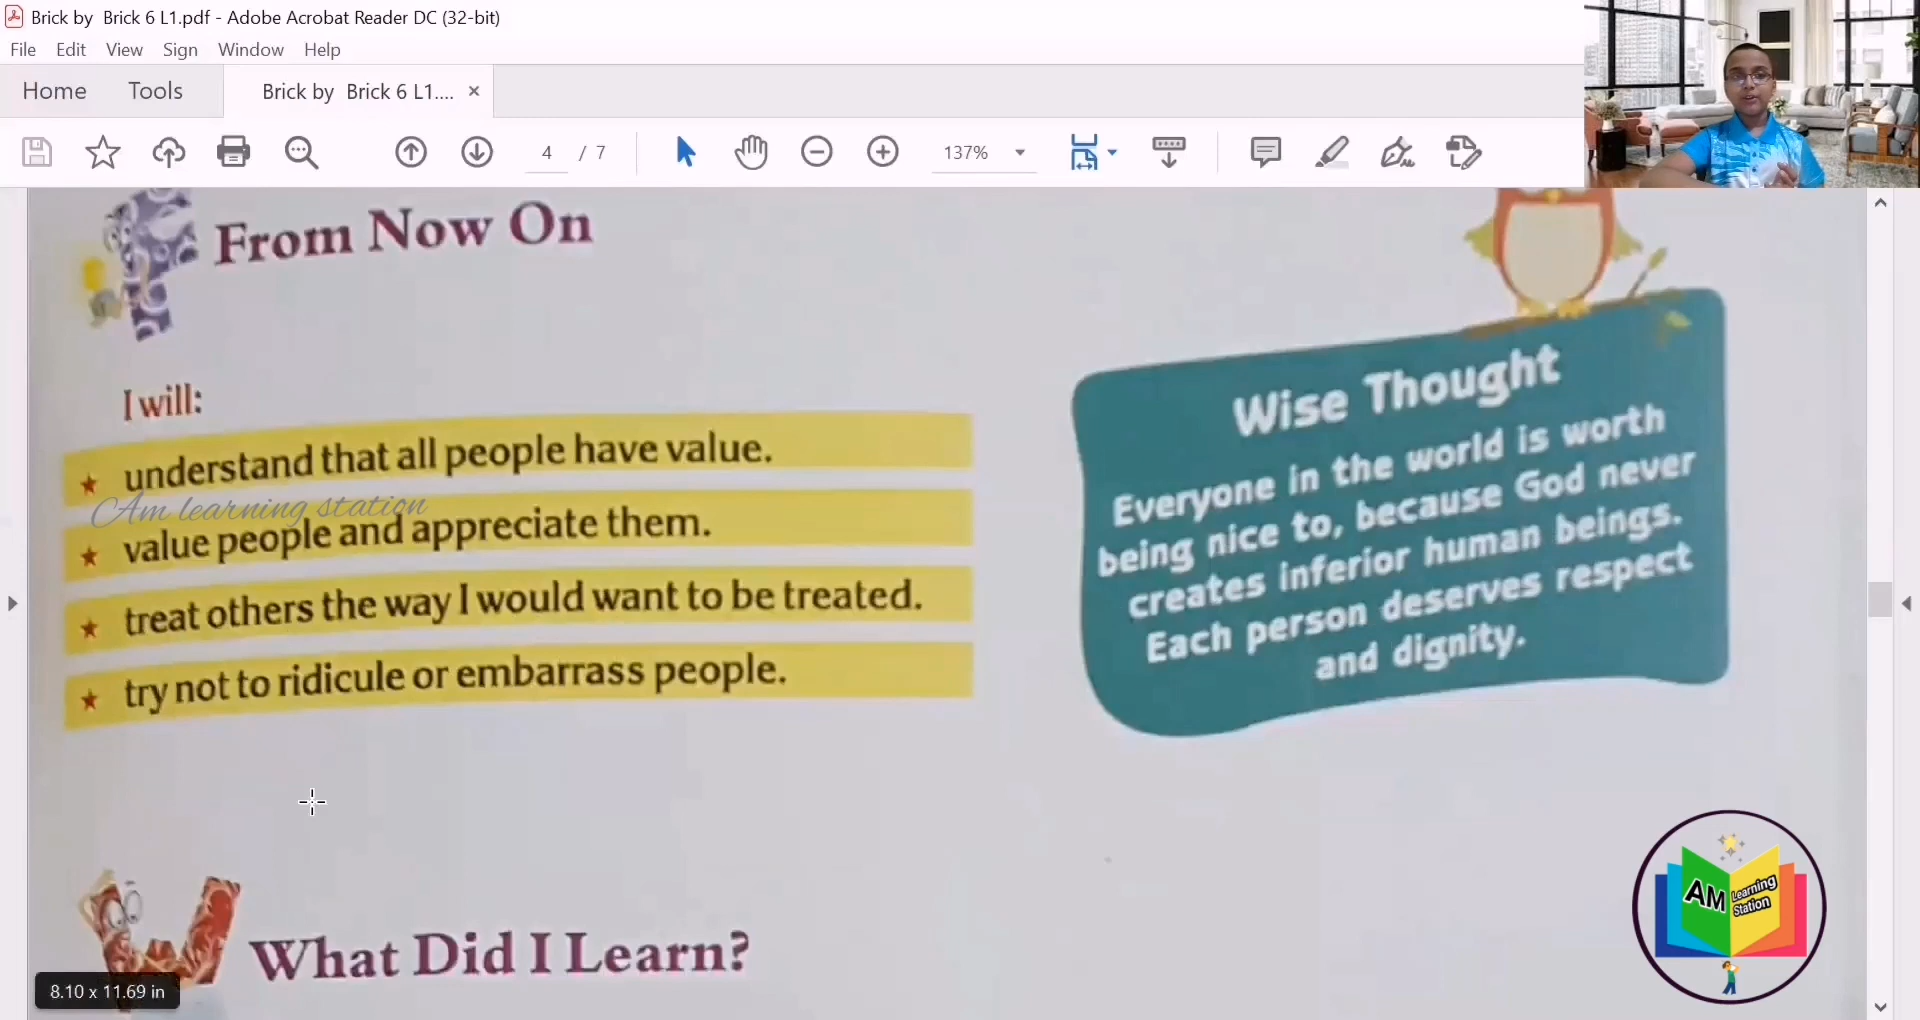 Brick by Brick 6 L1.pdf - Adobe Acrobat Reader DC (32-bit)
File Edit View Sign Window Help
Home Tools Brick by Brick 6 L1.... ×
4 / 7 137%
From Now On
I will:
★ understand that all people have value.
Am learning station
★ value people and appreciate them.
★ treat others the way I would want to be treated.
★ try not to ridicule or embarrass people.
Wise Thought
Everyone in the world is worth
being nice to, because God never
creates inferior human beings.
Each person deserves respect
and dignity.
What Did I Learn?
8.10 x 11.69 in
AM Learning
Station